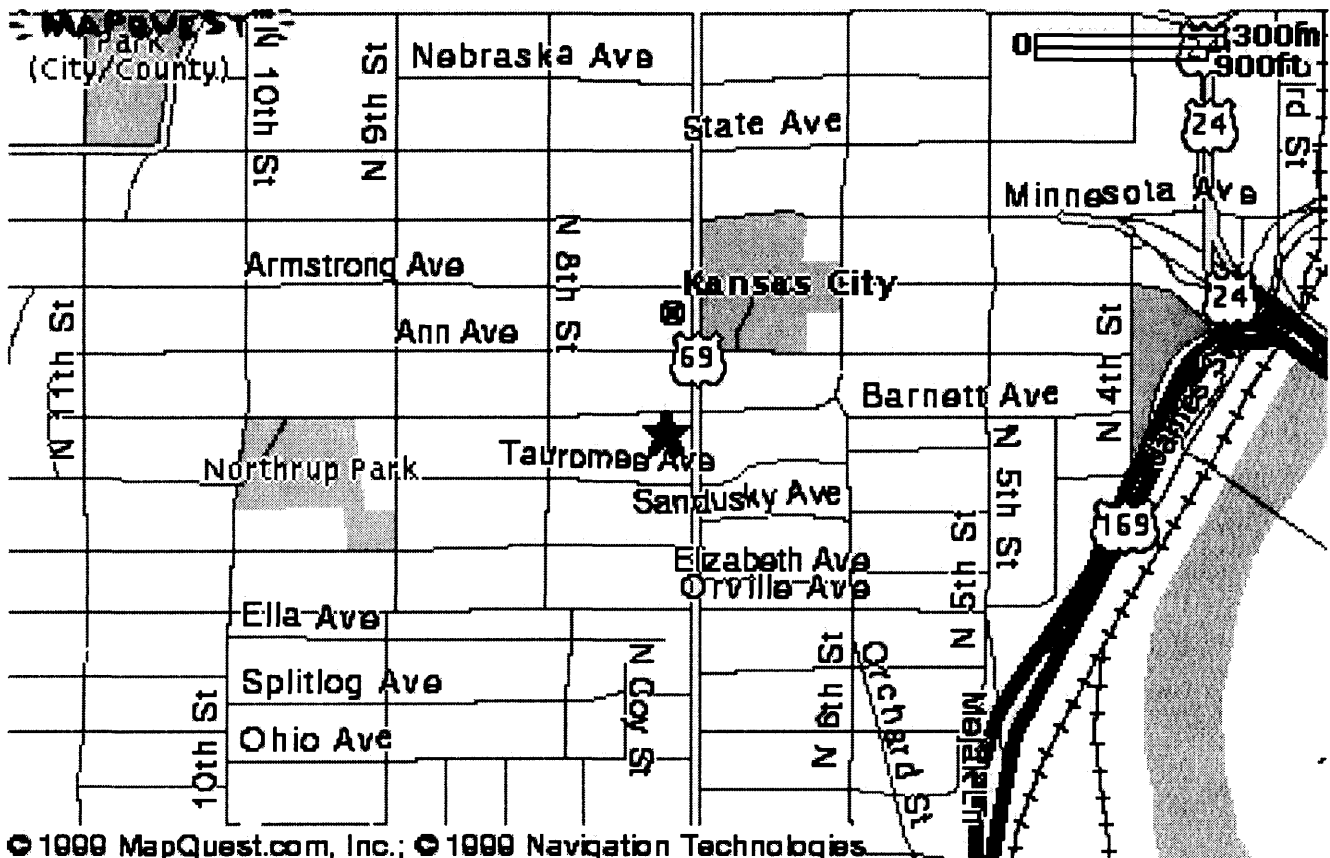 MAPQUEST
Park
(City/County)
N 10th St
N 9th St
Nebraska Ave
0
300m
900ft
State Ave
24
rd St
Minnesota Ave
N 8th St
Armstrong Ave
Kansas City
24
N 11th St
Ann Ave
69
N 4th St
Barnett Ave
Tauromee Ave
Northrup Park
Sandusky Ave
N 5th St
169
Elizabeth Ave
Orville Ave
N 5th St
Ella Ave
N 6th St
Orchard St
N Coy St
Splitlog Ave
10th St
Ohio Ave
© 1999 MapQuest.com, Inc.; © 1999 Navigation Technologies